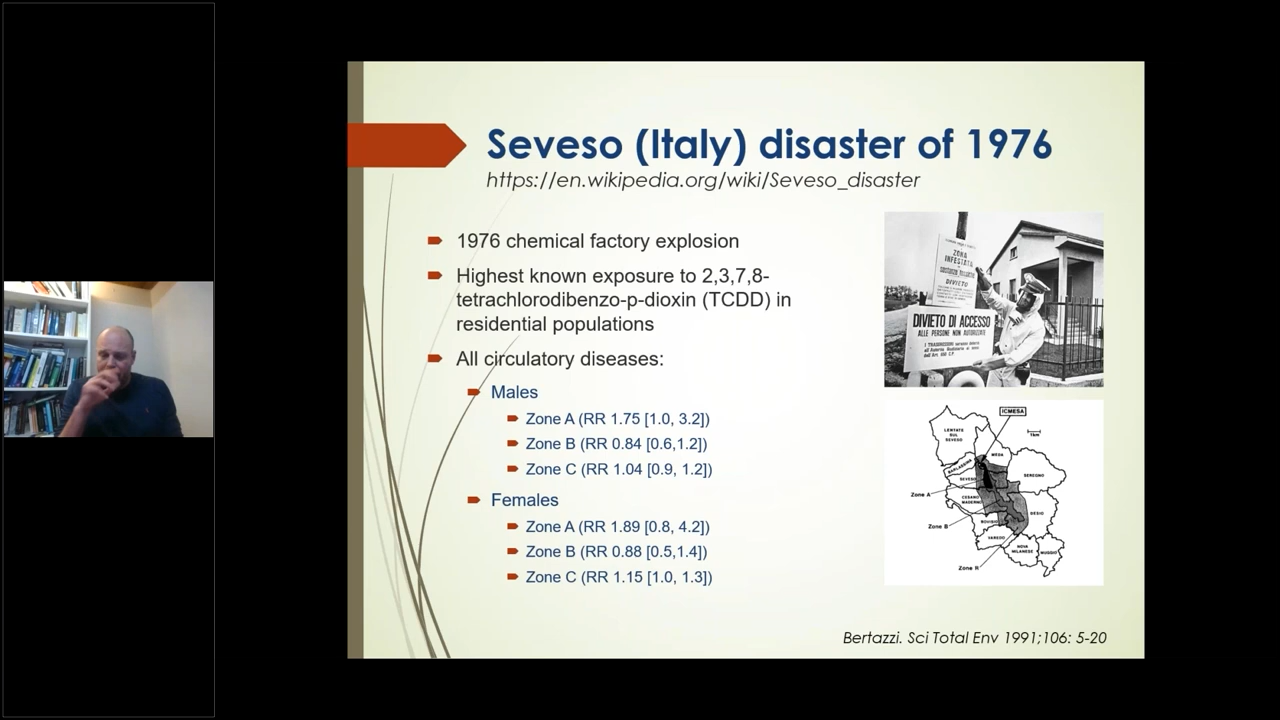 Seveso (Italy) disaster of 1976
https://en.wikipedia.org/wiki/Seveso_disaster
1976 chemical factory explosion
Highest known exposure to 2,3,7,8-
tetrachlorodibenzo-p-dioxin (TCDD) in
residential populations
All circulatory diseases:
Males
Zone A (RR 1.75 [1.0, 3.2])
Zone B (RR 0.84 [0.6,1.2])
Zone C (RR 1.04 [0.9, 1.2])
Females
Zone A (RR 1.89 [0.8, 4.2])
Zone B (RR 0.88 [0.5,1.4])
Zone C (RR 1.15 [1.0, 1.3])
ZONA
INFESTATA
DIVIETO
DIVIETO DI ACCESSO
ALLE PERSONE NON AUTORIZZATE
ICMESA
LENTATE
SUL
SEVESO
1km
MEDA
BARLASSINA
SEVESO
SEREGNO
Zone A
CESANO
MADERNO
DESIO
Zone B
BOVISIO
VAREDO
NOVA
MILANESE
MUGGIO
Zone R
Bertazzi. Sci Total Env 1991;106: 5-20